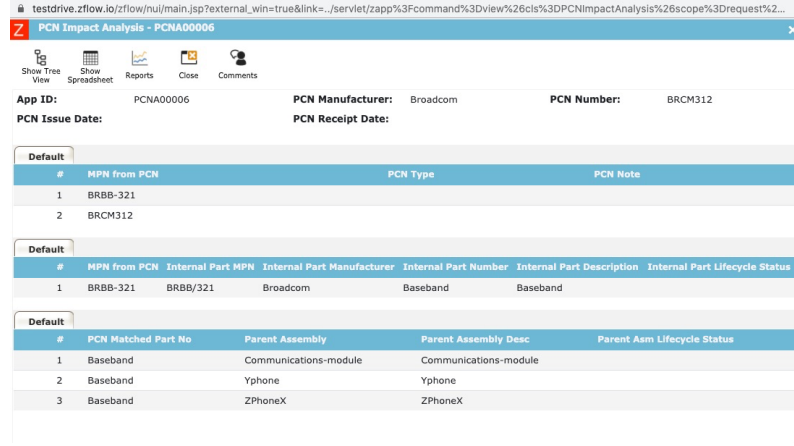 testdrive.zflow.io/zflow/nui/main.jsp?external_win=true&link=../servlet/zapp%3Fcommand%3Dview%26cls%3DPCNImpactAnalysis%26scope%3Drequest%2...
Z PCN Impact Analysis - PCNA00006
Show Tree View Show Spreadsheet Reports Close Comments
App ID: PCNA00006 PCN Manufacturer: Broadcom PCN Number: BRCM312
PCN Issue Date: PCN Receipt Date:
Default
# MPN from PCN PCN Type PCN Note
1 BRBB-321
2 BRCM312
Default
# MPN from PCN Internal Part MPN Internal Part Manufacturer Internal Part Number Internal Part Description Internal Part Lifecycle Status
1 BRBB-321 BRBB/321 Broadcom Baseband Baseband
Default
# PCN Matched Part No Parent Assembly Parent Assembly Desc Parent Asm Lifecycle Status
1 Baseband Communications-module Communications-module
2 Baseband Yphone Yphone
3 Baseband ZPhoneX ZPhoneX